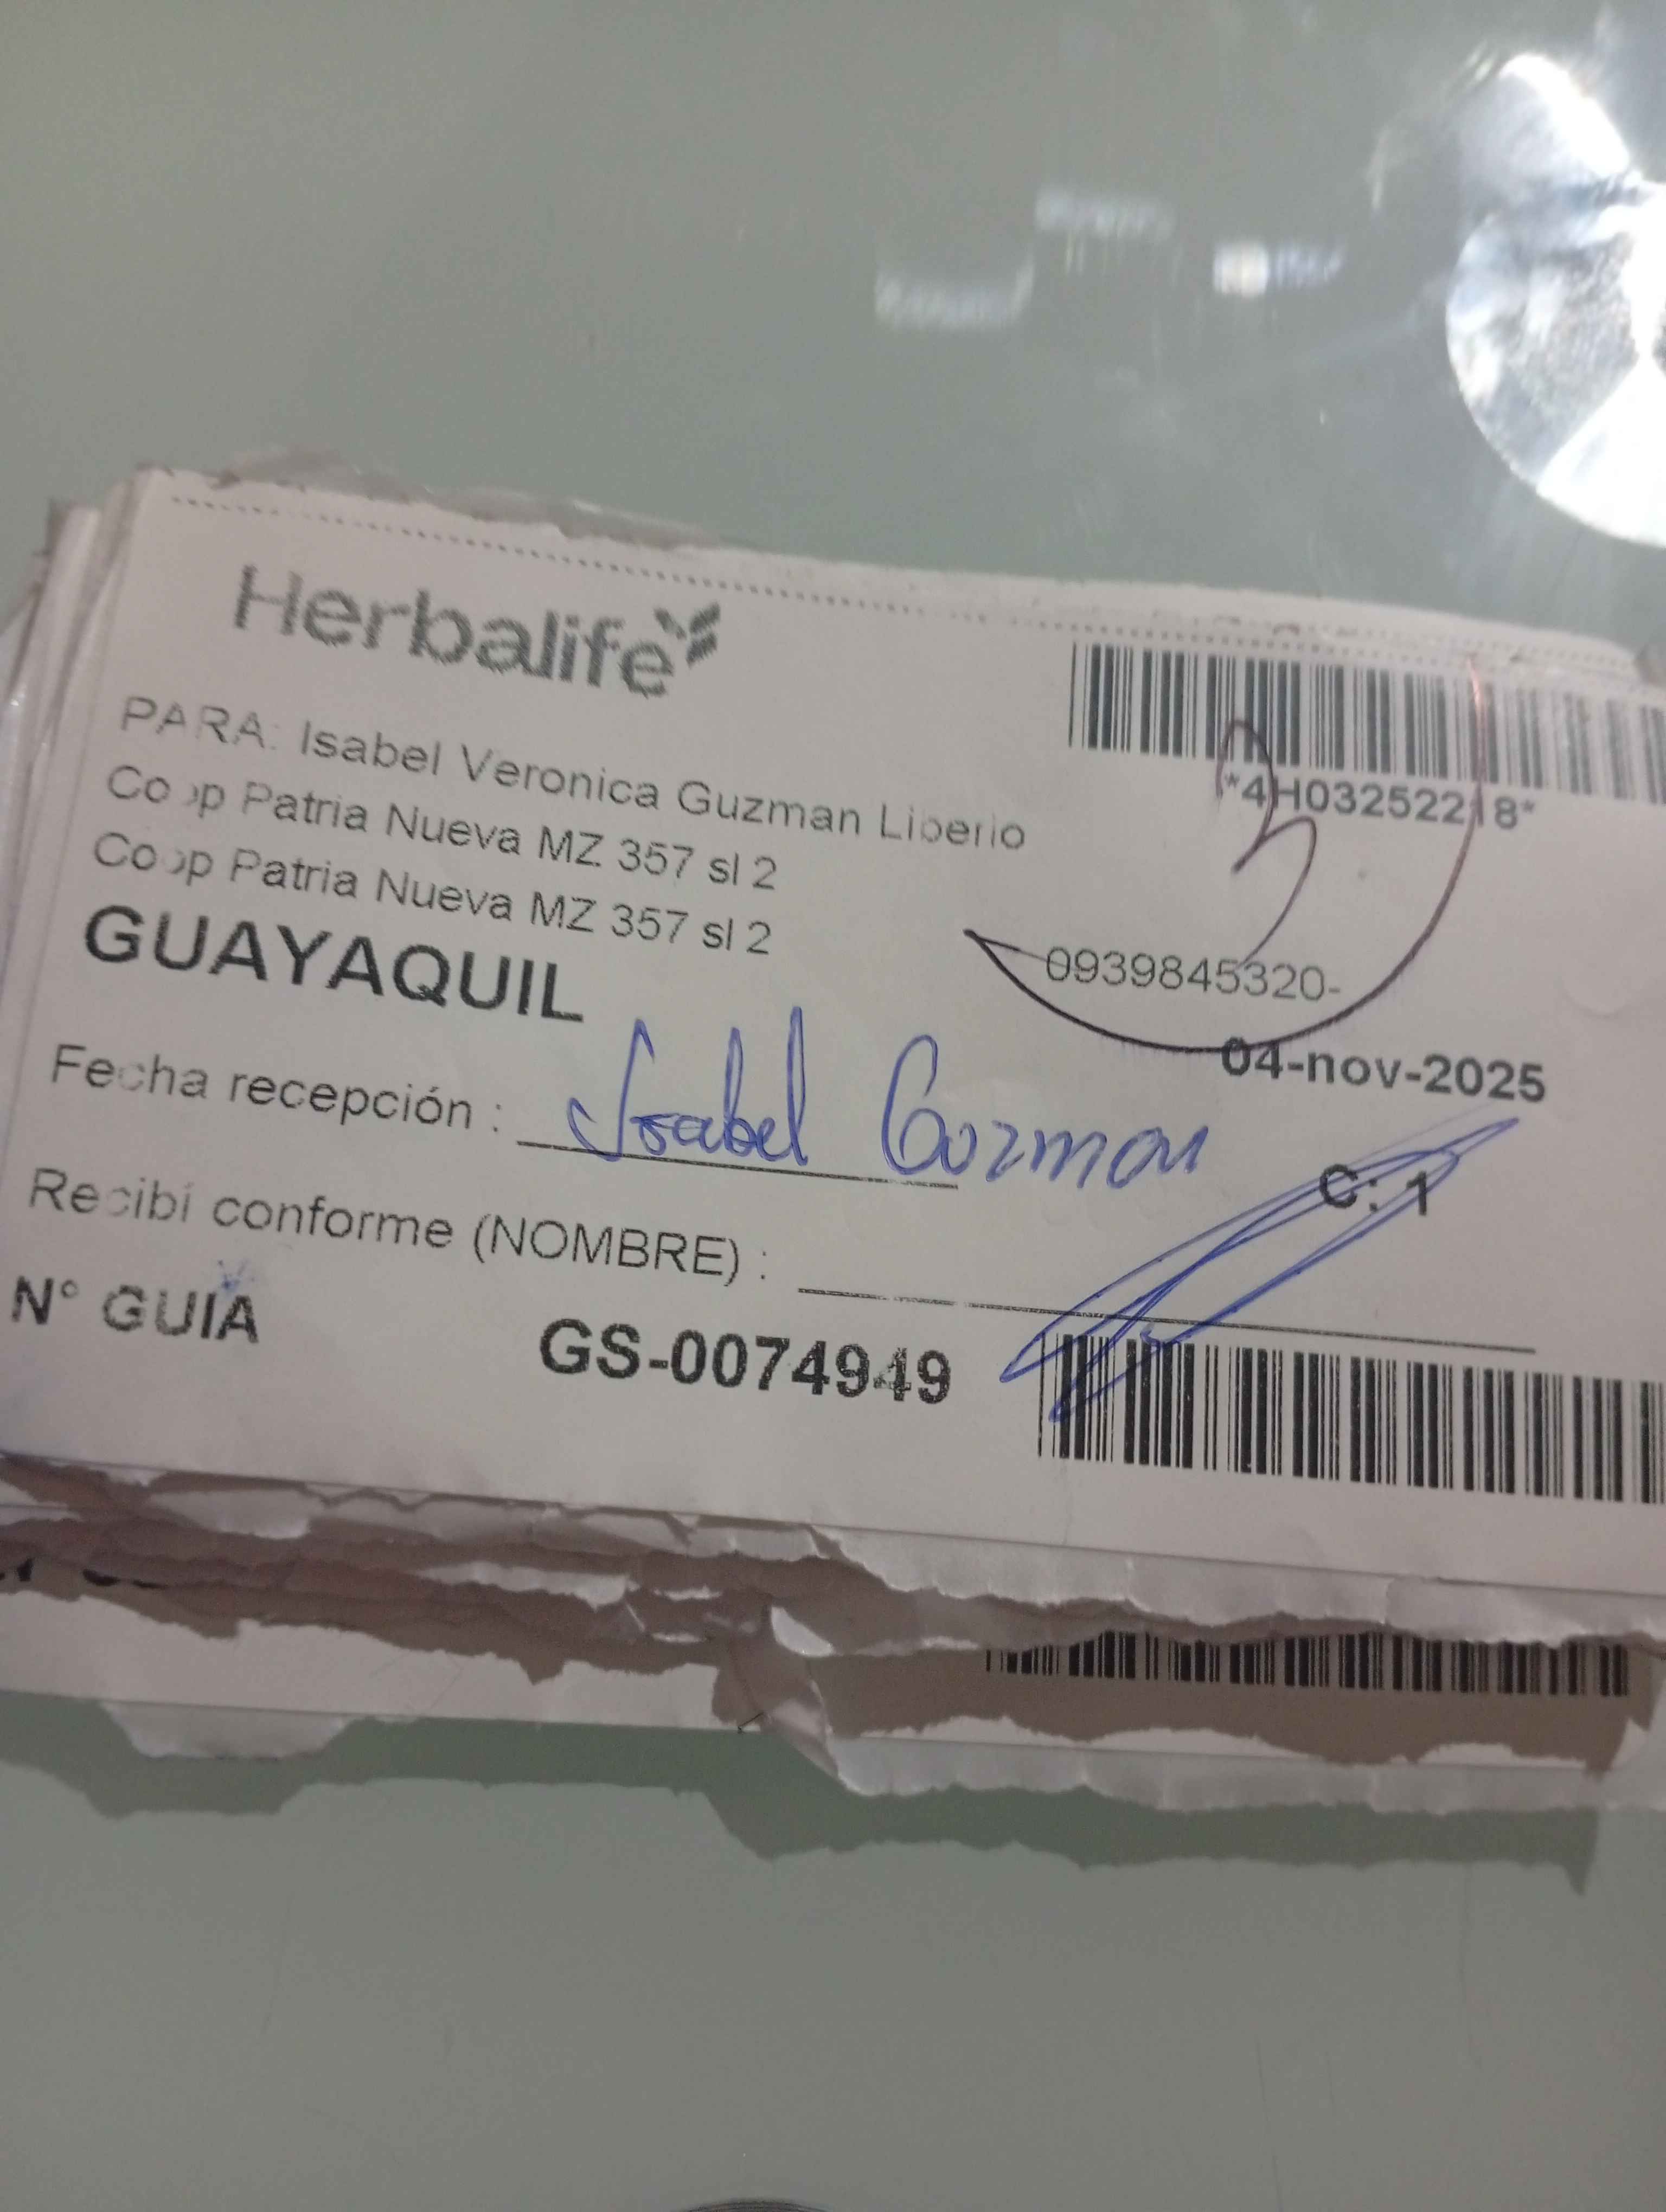 Herbalife
PARA: Isabel Veronica Guzman Liberio
Coop Patria Nueva MZ 357 sl 2
Coop Patria Nueva MZ 357 sl 2
GUAYAQUIL
*4H03252218*
0939845320-
04-nov-2025
Fecha recepción : Isabel Guzman
C: 1
Recibí conforme (NOMBRE) :
N° GUIA GS-0074949